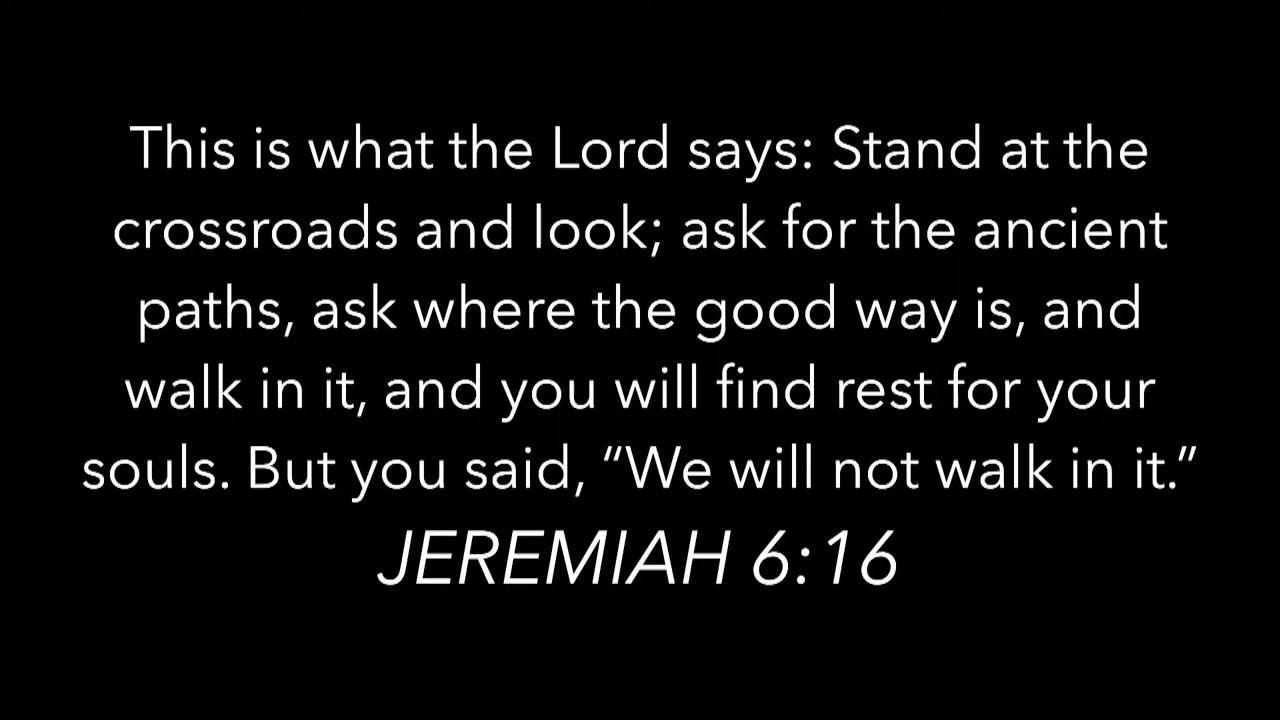 This is what the Lord says: Stand at the
crossroads and look; ask for the ancient
paths, ask where the good way is, and
walk in it, and you will find rest for your
souls. But you said, “We will not walk in it.”
JEREMIAH 6:16